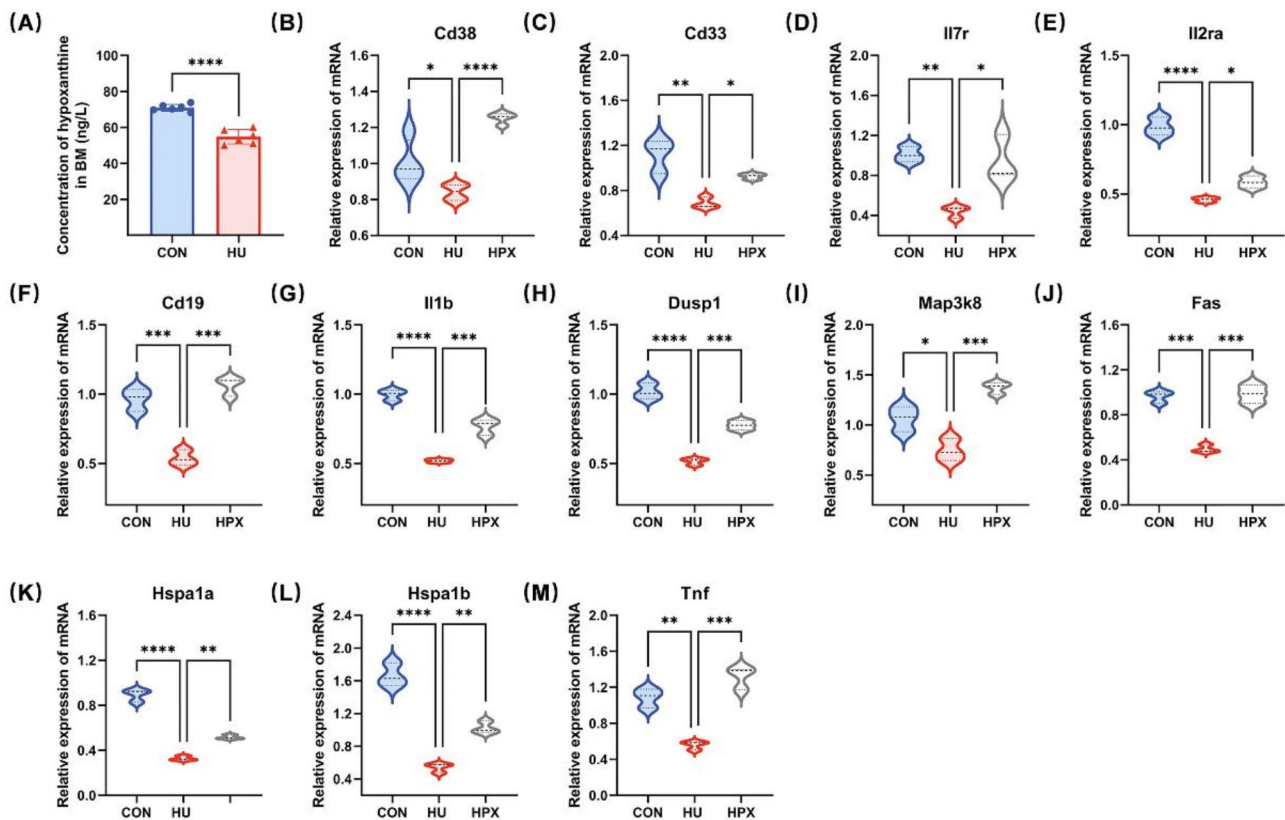 (A)
Concentration of hypoxanthine
in BM (ng/L)
100
80
60
40
20
****
CON
HU
(B)
Cd38
Relative expression of mRNA
1.6
1.4
1.2
1.0
0.8
0.6
*
****
CON
HU
HPX
(C)
Cd33
Relative expression of mRNA
2.0
1.6
1.2
0.8
0.4
**
*
CON
HU
HPX
(D)
Il7r
Relative expression of mRNA
2.0
1.6
1.2
0.8
0.4
**
*
CON
HU
HPX
(E)
Il2ra
Relative expression of mRNA
1.5
1.0
0.5
0.0
****
*
CON
HU
HPX
(F)
Cd19
Relative expression of mRNA
1.5
1.0
0.5
***
***
CON
HU
HPX
(G)
Il1b
Relative expression of mRNA
1.5
1.0
0.5
****
***
CON
HU
HPX
(H)
Dusp1
Relative expression of mRNA
1.5
1.0
0.5
****
***
CON
HU
HPX
(I)
Map3k8
Relative expression of mRNA
2.0
1.5
1.0
0.5
*
***
CON
HU
HPX
(J)
Fas
Relative expression of mRNA
1.6
1.2
0.8
0.4
0.0
***
***
CON
HU
HPX
(K)
Hspa1a
Relative expression of mRNA
1.6
1.2
0.8
0.4
0.0
****
**
CON
HU
(L)
Hspa1b
Relative expression of mRNA
2.4
2.0
1.6
1.2
0.8
0.4
****
**
CON
HU
HPX
(M)
Tnf
Relative expression of mRNA
2.0
1.6
1.2
0.8
0.4
0.0
**
***
CON
HU
HPX